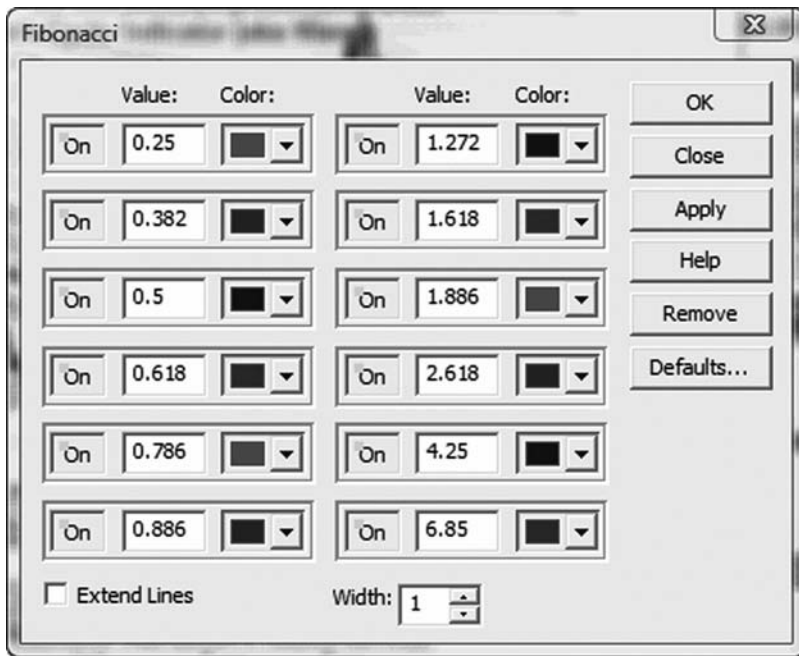 Fibonacci
Value: Color: Value: Color:
On 0.25 On 1.272
On 0.382 On 1.618
On 0.5 On 1.886
On 0.618 On 2.618
On 0.786 On 4.25
On 0.886 On 6.85
OK
Close
Apply
Help
Remove
Defaults...
Extend Lines
Width: 1